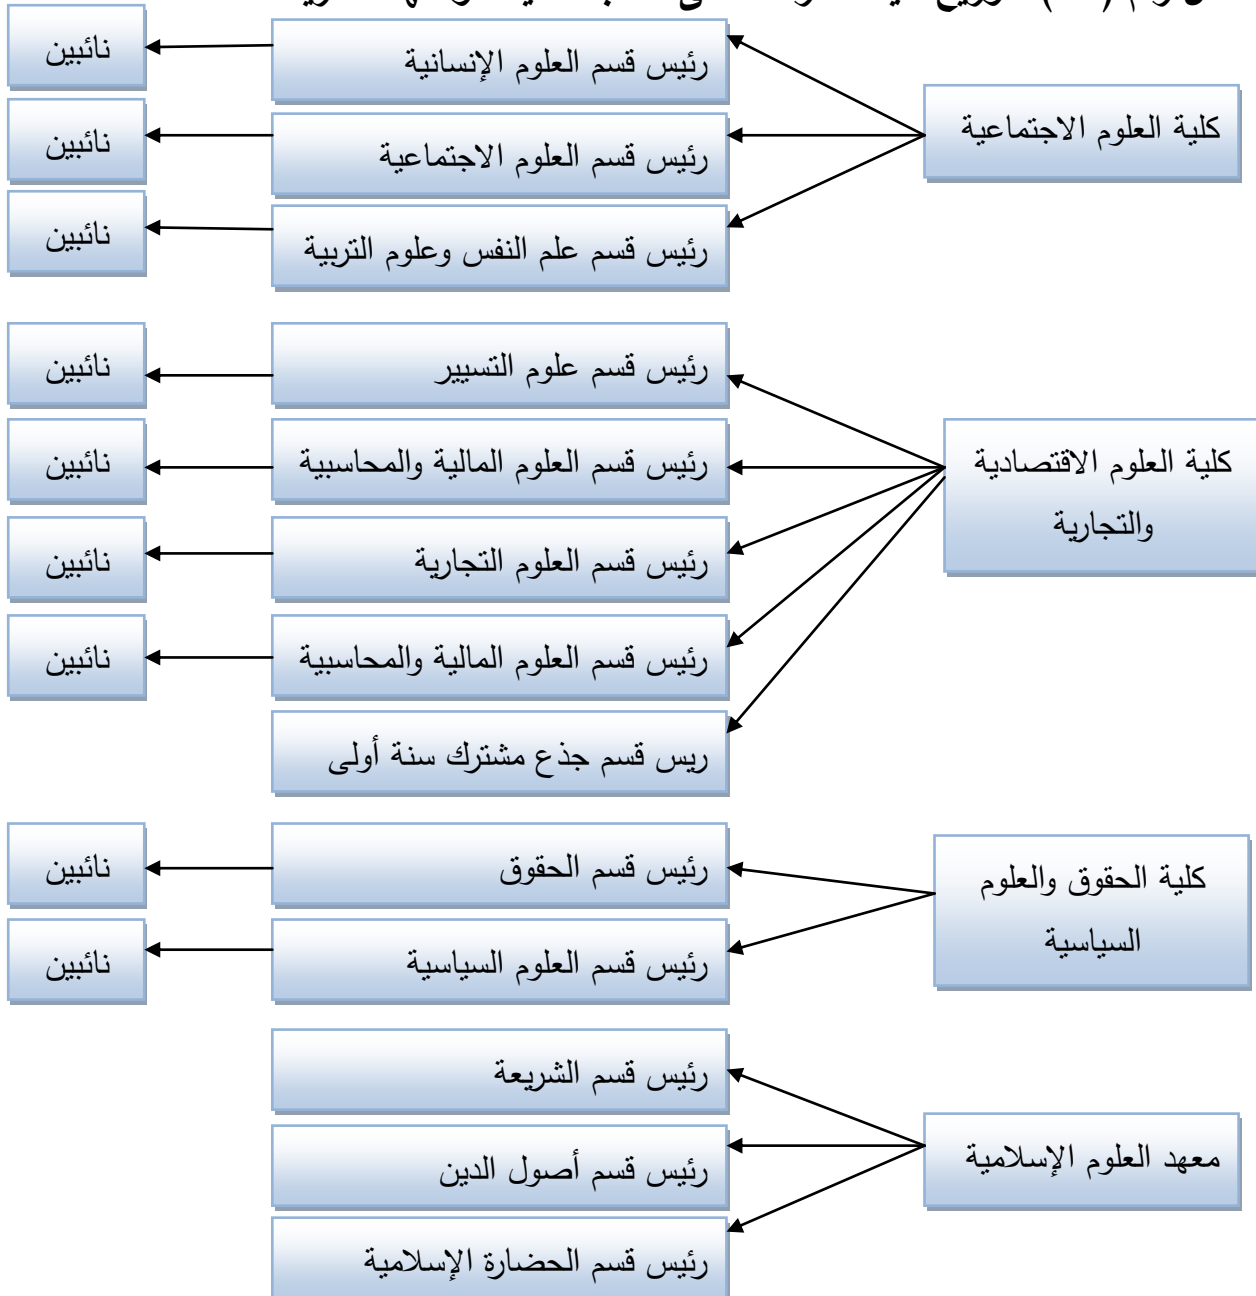 كلية العلوم الاجتماعية
رئيس قسم العلوم الإنسانية
نائبين
رئيس قسم العلوم الاجتماعية
نائبين
رئيس قسم علم النفس وعلوم التربية
نائبين
كلية العلوم الاقتصادية
والتجارية
رئيس قسم علوم التسيير
نائبين
رئيس قسم العلوم المالية والمحاسبية
نائبين
رئيس قسم العلوم التجارية
نائبين
رئيس قسم العلوم المالية والمحاسبية
نائبين
ريس قسم جذع مشترك سنة أولى
كلية الحقوق والعلوم
السياسية
رئيس قسم الحقوق
نائبين
رئيس قسم العلوم السياسية
نائبين
معهد العلوم الإسلامية
رئيس قسم الشريعة
رئيس قسم أصول الدين
رئيس قسم الحضارة الإسلامية